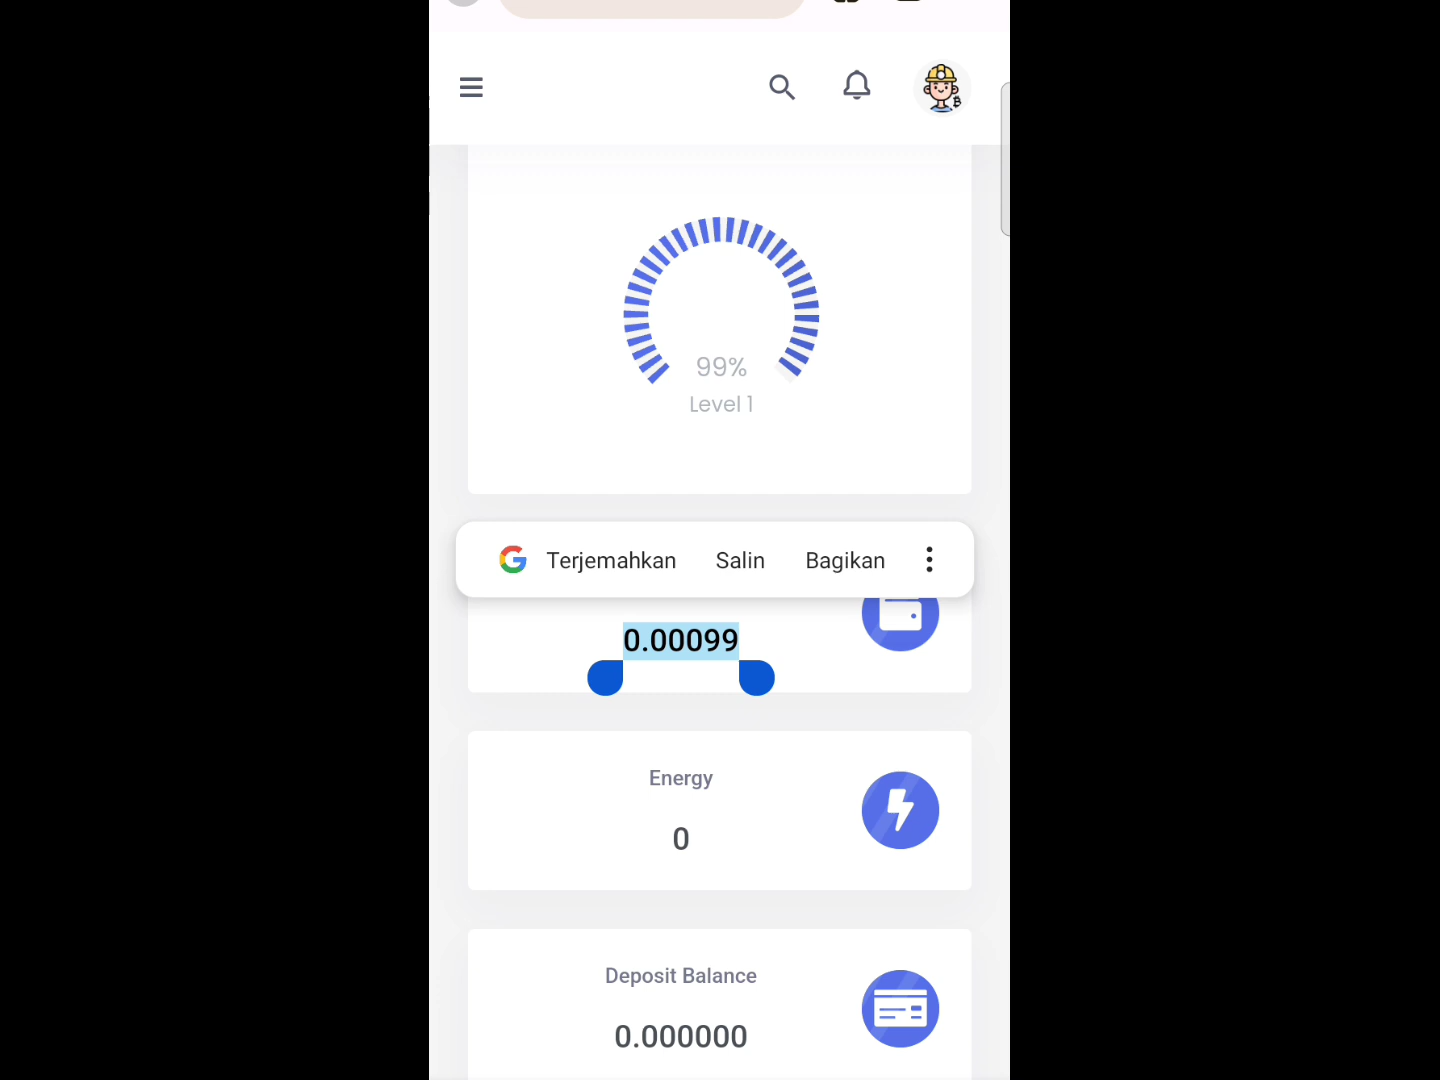 99%
Level 1
Terjemahkan Salin Bagikan
0.00099
Energy
0
Deposit Balance
0.000000